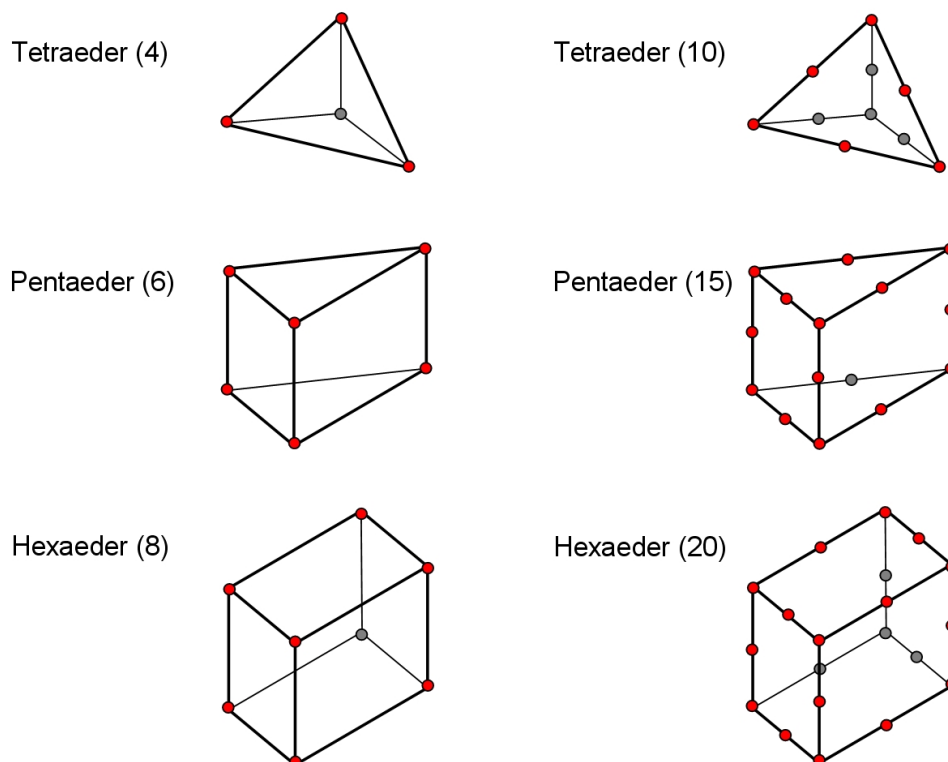 Tetraeder (4)
Tetraeder (10)
Pentaeder (6)
Pentaeder (15)
Hexaeder (8)
Hexaeder (20)